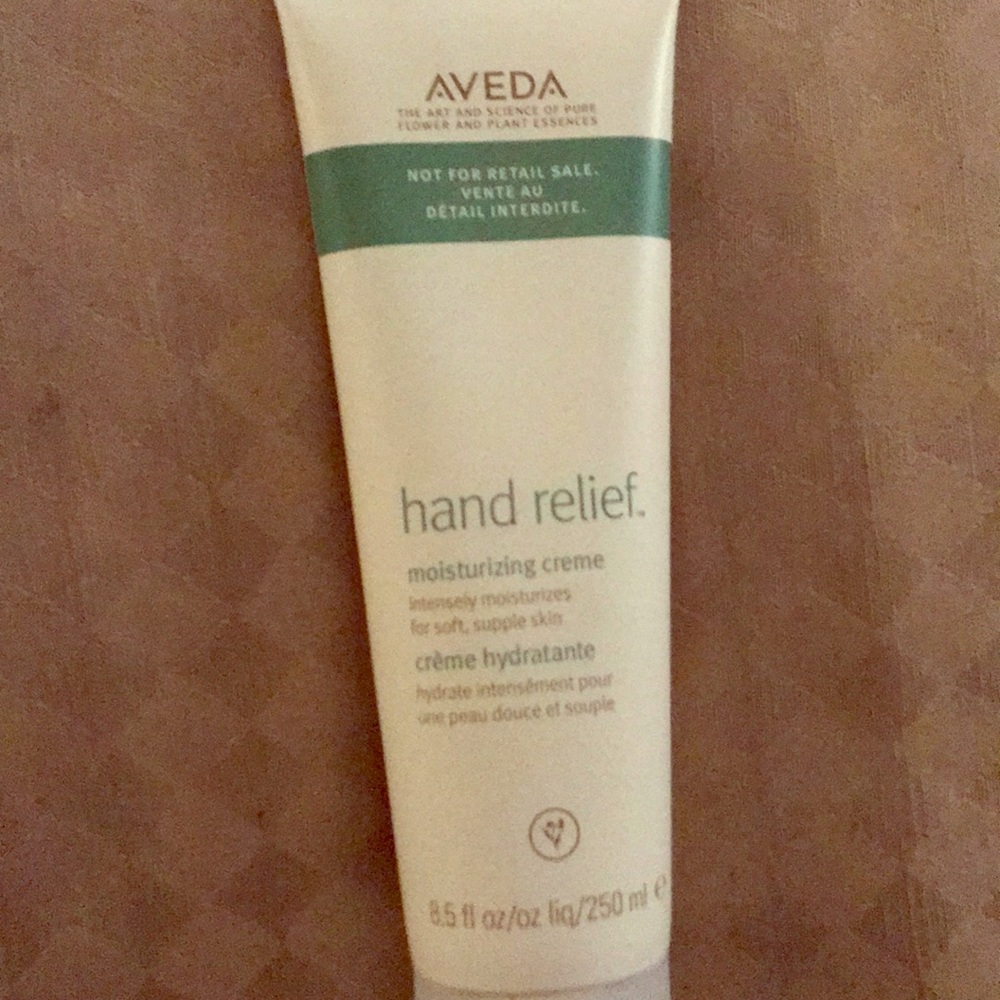 AVEDA
THE ART AND SCIENCE OF PURE
FLOWER AND PLANT ESSENCES
NOT FOR RETAIL SALE.
VENTE AU
DÉTAIL INTERDITE.
hand relief™
moisturizing creme
intensely moisturizes
for soft, supple skin
crème hydratante
hydrate intensément pour
une peau douce et souple
8.5 fl oz/oz liq/250 ml ℮